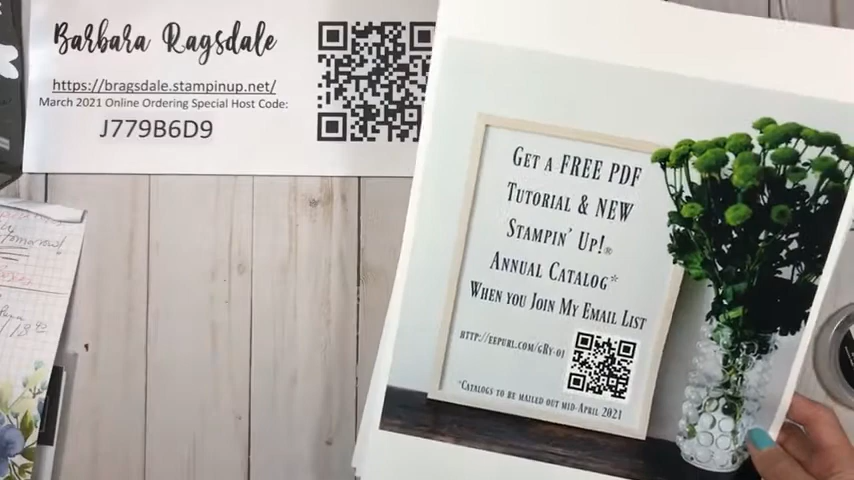 Barbara Ragsdale
https://bragsdale.stampinup.net/
March 2021 Online Ordering Special Host Code:
J779B6D9
Get a FREE PDF
Tutorial & NEW
Stampin' Up!®
Annual Catalog*
When you Join My Email List
http://eepurl.com/gRy-01
*Catalogs to be mailed out mid-April 2021
tomorrow!